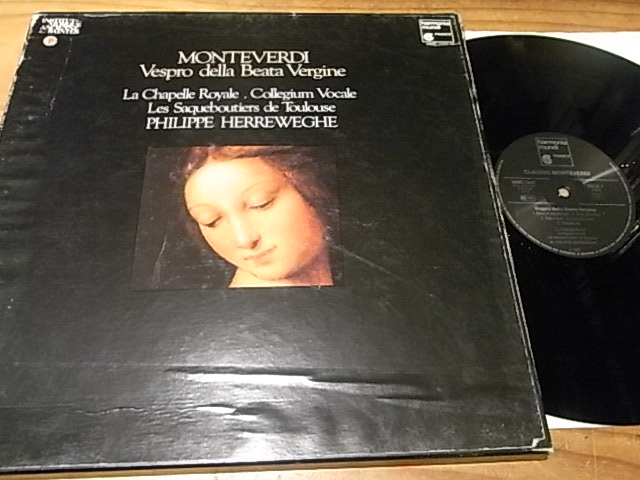 MONTEVERDI
Vespro della Beata Vergine
La Chapelle Royale . Collegium Vocale
Les Saqueboutiers de Toulouse
PHILIPPE HERREWEGHE
harmonia
mundi
FRANCE
CLAUDIO MONTEVERDI